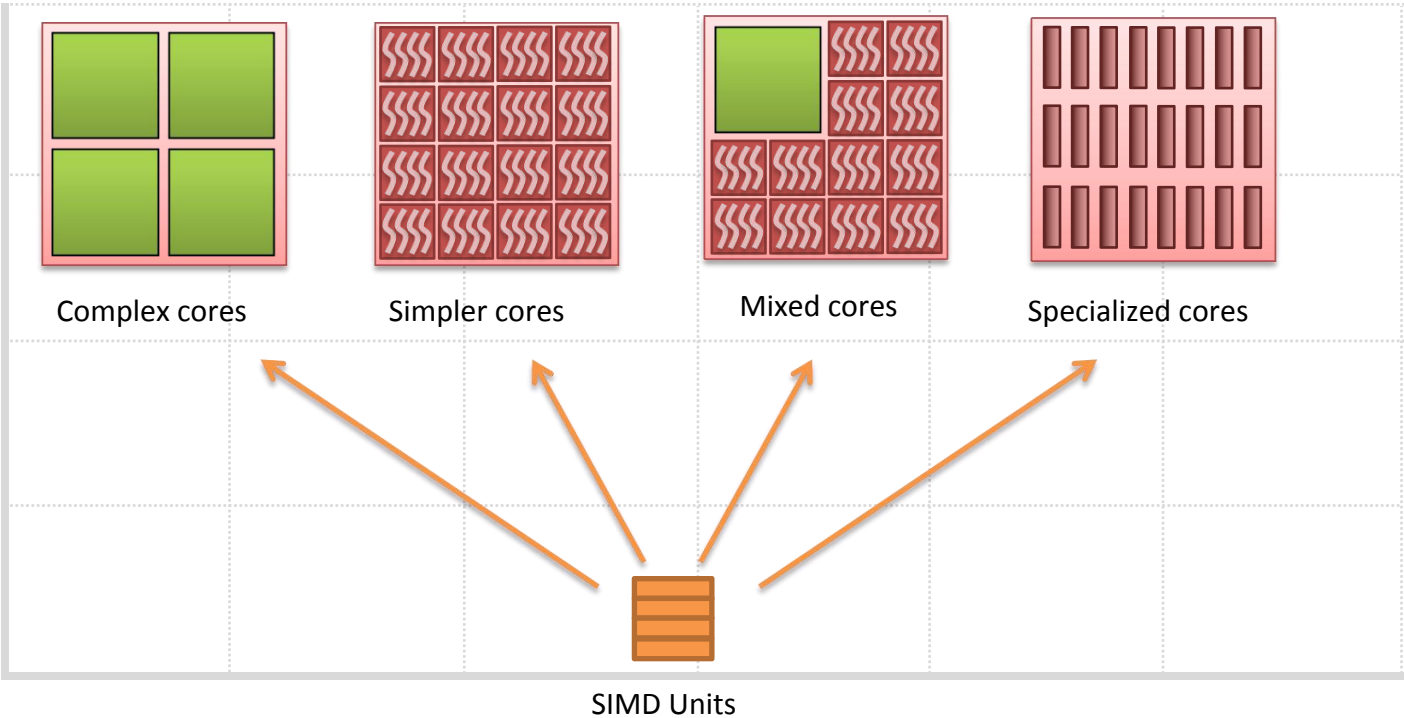 Complex cores
Simpler cores
Mixed cores
Specialized cores
SIMD Units